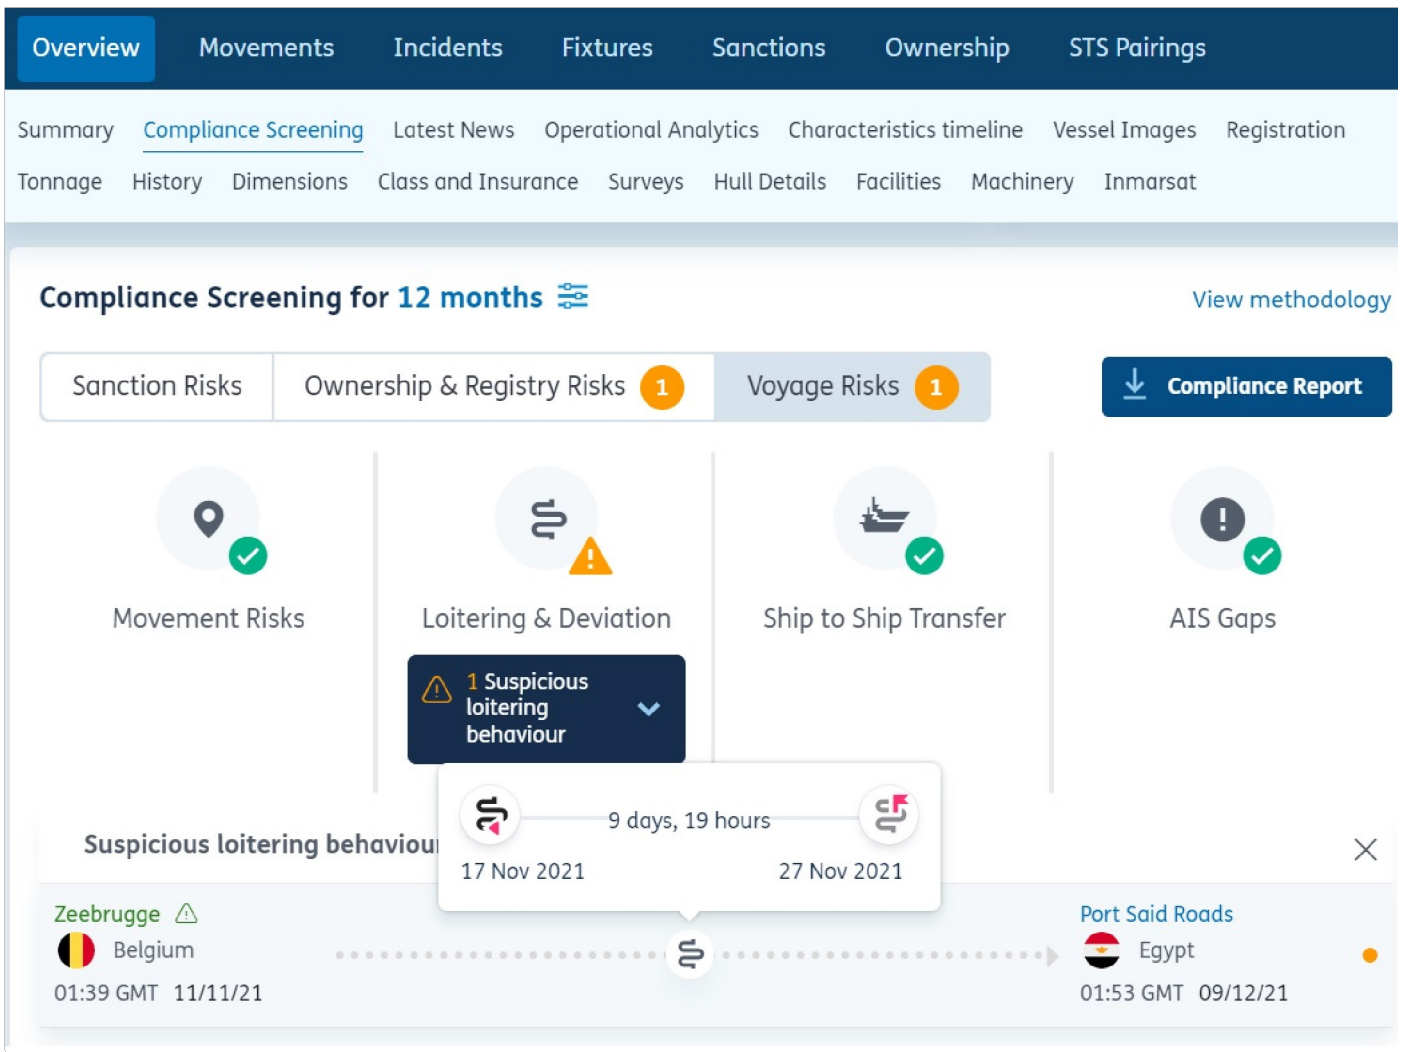 Overview Movements Incidents Fixtures Sanctions Ownership STS Pairings
Summary Compliance Screening Latest News Operational Analytics Characteristics timeline Vessel Images Registration
Tonnage History Dimensions Class and Insurance Surveys Hull Details Facilities Machinery Inmarsat
Compliance Screening for 12 months
View methodology
Sanction Risks Ownership & Registry Risks 1 Voyage Risks 1
Compliance Report
Movement Risks Loitering & Deviation Ship to Ship Transfer AIS Gaps
1 Suspicious
loitering
behaviour
9 days, 19 hours
17 Nov 2021 27 Nov 2021
Suspicious loitering behaviour
Zeebrugge
Belgium
01:39 GMT 11/11/21
Port Said Roads
Egypt
01:53 GMT 09/12/21